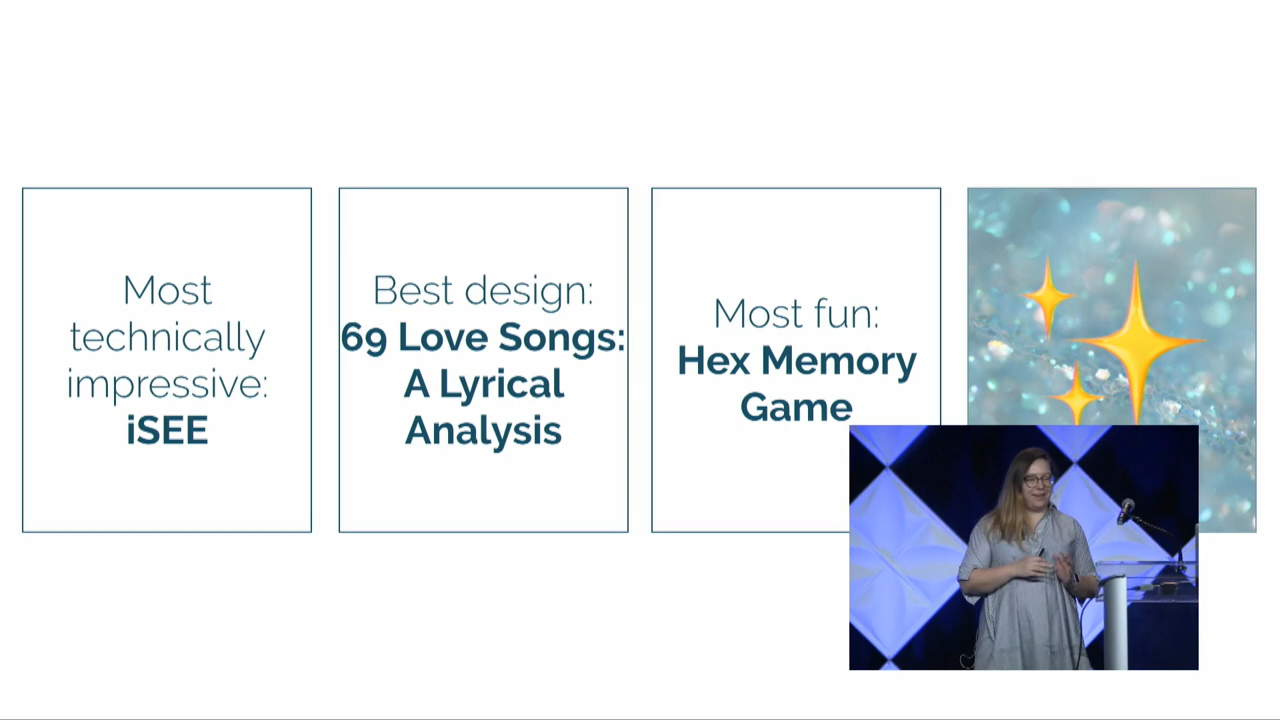 Most
technically
impressive:
iSEE
Best design:
69 Love Songs:
A Lyrical
Analysis
Most fun:
Hex Memory
Game